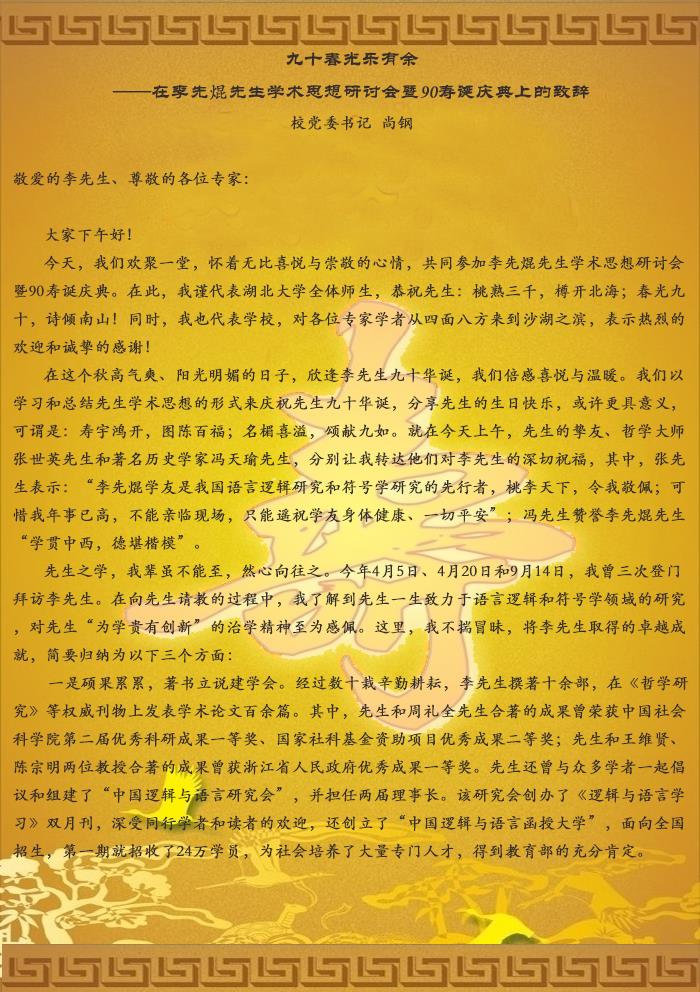 九十春光乐有余
——在李先焜先生学术思想研讨会暨90寿诞庆典上的致辞
校党委书记 尚钢
敬爱的李先生、尊敬的各位专家：
大家下午好！
今天，我们欢聚一堂，怀着无比喜悦与崇敬的心情，共同参加李先焜先生学术思想研讨会
暨90寿诞庆典。在此，我谨代表湖北大学全体师生，恭祝先生：桃熟三千，樽开北海；春光九
十，诗倾南山！同时，我也代表学校，对各位专家学者从四面八方来到沙湖之滨，表示热烈的
欢迎和诚挚的感谢！
在这个秋高气爽、阳光明媚的日子，欣逢李先生九十华诞，我们倍感喜悦与温暖。我们以
学习和总结先生学术思想的形式来庆祝先生九十华诞，分享先生的生日快乐，或许更具意义，
可谓是：寿宇鸿开，图陈百福；名楣喜溢，颂献九如。就在今天上午，先生的挚友、哲学大师
张世英先生和著名历史学家冯天瑜先生，分别让我转达他们对李先生的深切祝福，其中，张先
生表示：“李先焜学友是我国语言逻辑研究和符号学研究的先行者，桃李天下，令我敬佩；可
惜我年事已高，不能亲临现场，只能遥祝学友身体健康、一切平安”；冯先生赞誉李先焜先生
“学贯中西，德堪楷模”。
先生之学，我辈虽不能至，然心向往之。今年4月5日、4月20日和9月14日，我曾三次登门
拜访李先生。在向先生请教的过程中，我了解到先生一生致力于语言逻辑和符号学领域的研究
，对先生“为学贵有创新”的治学精神至为感佩。这里，我不揣冒昧，将李先生取得的卓越成
就，简要归纳为以下三个方面：
一是硕果累累，著书立说建学会。经过数十载辛勤耕耘，李先生撰著十余部，在《哲学研
究》等权威刊物上发表学术论文百余篇。其中，先生和周礼全先生合著的成果曾荣获中国社会
科学院第二届优秀科研成果一等奖、国家社科基金资助项目优秀成果二等奖；先生和王维贤、
陈宗明两位教授合著的成果曾获浙江省人民政府优秀成果一等奖。先生还曾与众多学者一起倡
议和组建了“中国逻辑与语言研究会”，并担任两届理事长。该研究会创办了《逻辑与语言学
习》双月刊，深受同行学者和读者的欢迎，还创立了“中国逻辑与语言函授大学”，面向全国
招生，第一期就招收了24万学员，为社会培养了大量专门人才，得到教育部的充分肯定。
寿